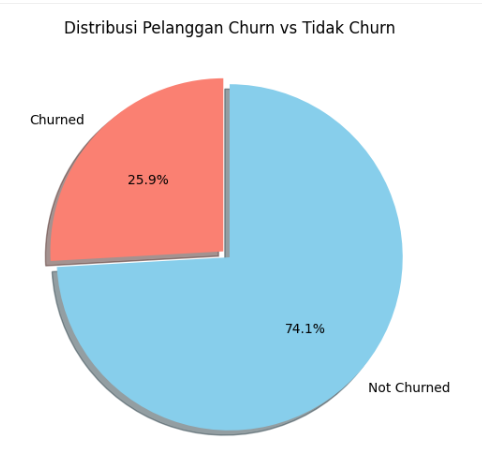 Distribusi Pelanggan Churn vs Tidak Churn
Churned
25.9%
74.1%
Not Churned